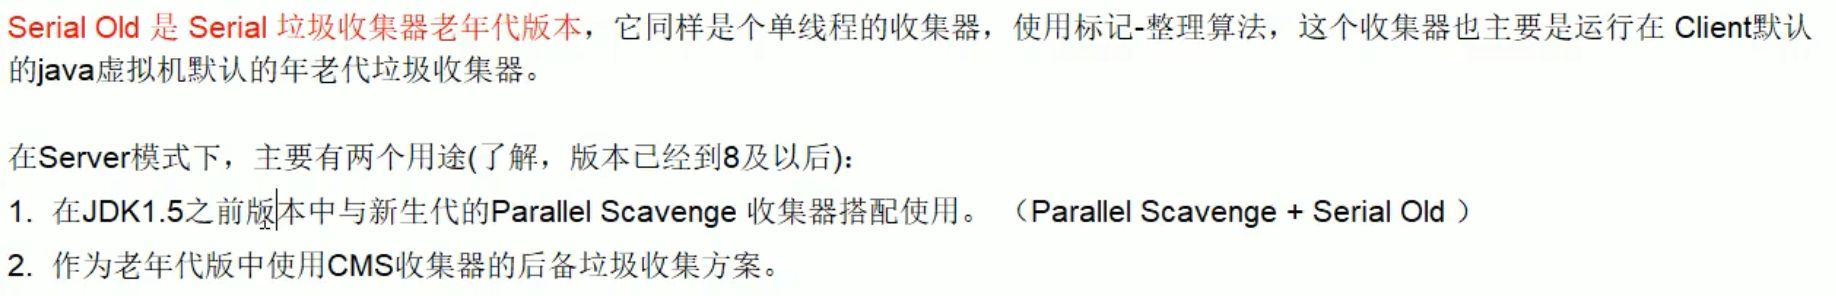 Serial Old 是 Serial 垃圾收集器老年代版本，它同样是个单线程的收集器，使用标记-整理算法，这个收集器也主要是运行在 Client默认
的java虚拟机默认的年老代垃圾收集器。
在Server模式下，主要有两个用途(了解，版本已经到8及以后)：
1. 在JDK1.5之前版本中与新生代的Parallel Scavenge 收集器搭配使用。 （Parallel Scavenge + Serial Old ）
2. 作为老年代版中使用CMS收集器的后备垃圾收集方案。